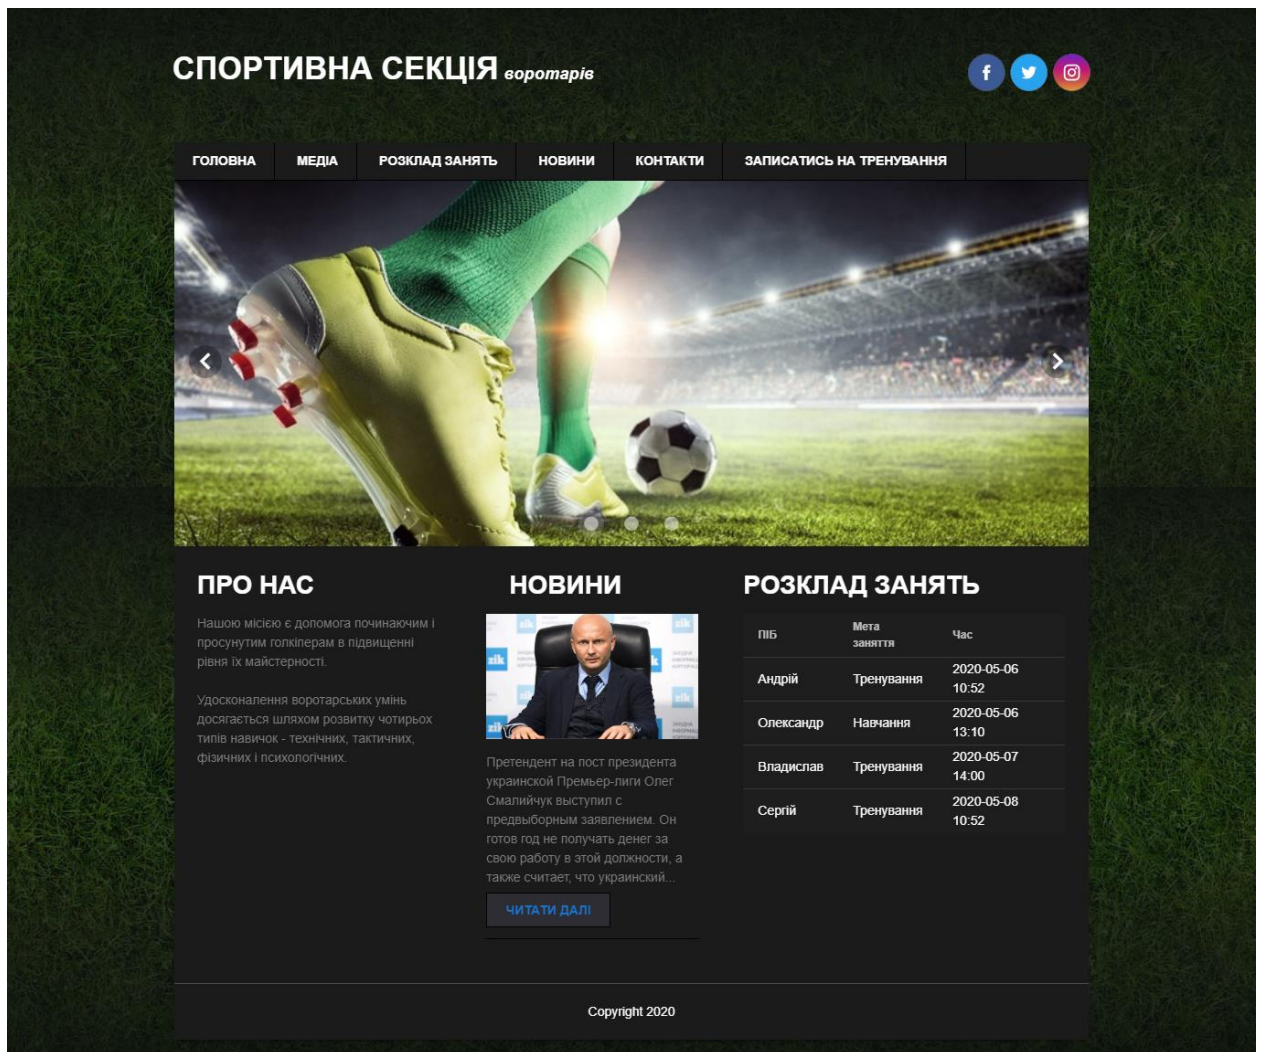 СПОРТИВНА СЕКЦІЯ воротарів
ГОЛОВНА МЕДІА РОЗКЛАД ЗАНЯТЬ НОВИНИ КОНТАКТИ ЗАПИСАТИСЬ НА ТРЕНУВАННЯ
ПРО НАС
Нашою місією є допомога починаючим і
просунутим голкіперам в підвищенні
рівня їх майстерності.
Удосконалення воротарських умінь
досягається шляхом розвитку чотирьох
типів навичок - технічних, тактичних,
фізичних і психологічних.
НОВИНИ
zik
zik
zik
zik
zik
Претендент на пост президента
украинской Премьер-лиги Олег
Смалийчук выступил с
предвыборным заявлением. Он
готов год не получать денег за
свою работу в этой должности, а
также считает, что украинский...
ЧИТАТИ ДАЛІ
РОЗКЛАД ЗАНЯТЬ
ПІБ Мета заняття Час
Андрій Тренування 2020-05-06 10:52
Олександр Навчання 2020-05-06 13:10
Владислав Тренування 2020-05-07 14:00
Сергій Тренування 2020-05-08 10:52
Copyright 2020